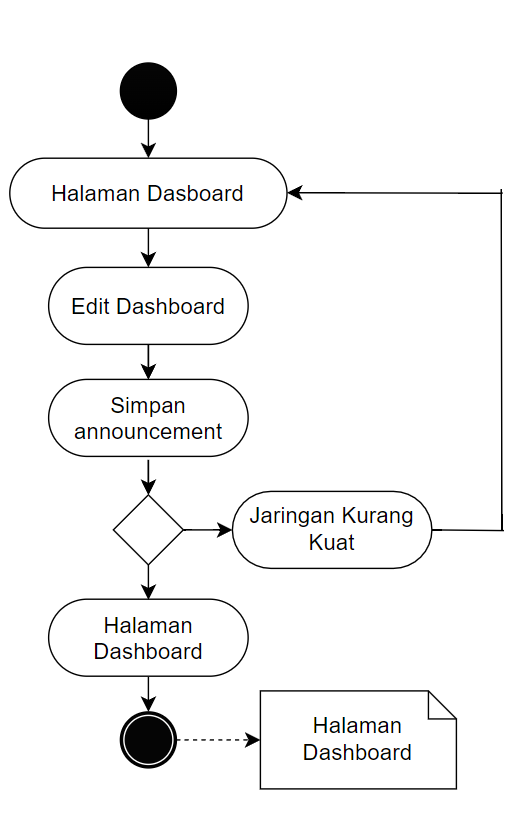 Halaman Dasboard
Edit Dashboard
Simpan
announcement
Jaringan Kurang
Kuat
Halaman
Dashboard
Halaman
Dashboard